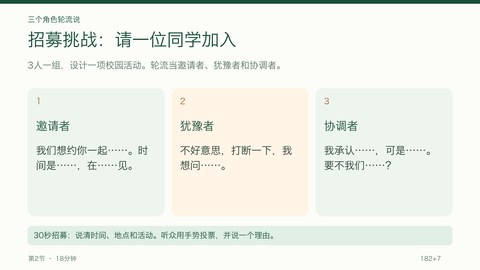 三个角色轮流说
招募挑战：请一位同学加入
3人一组，设计一项校园活动。轮流当邀请者、犹豫者和协调者。
1
邀请者
我们想约你一起……。时
间是……，在……见。
2
犹豫者
不好意思，打断一下，我
想问……。
3
协调者
我承认……，可是……。
要不我们……？
30秒招募：说清时间、地点和活动。听众用手势投票，并说一个理由。
第2节 · 18分钟
182+7